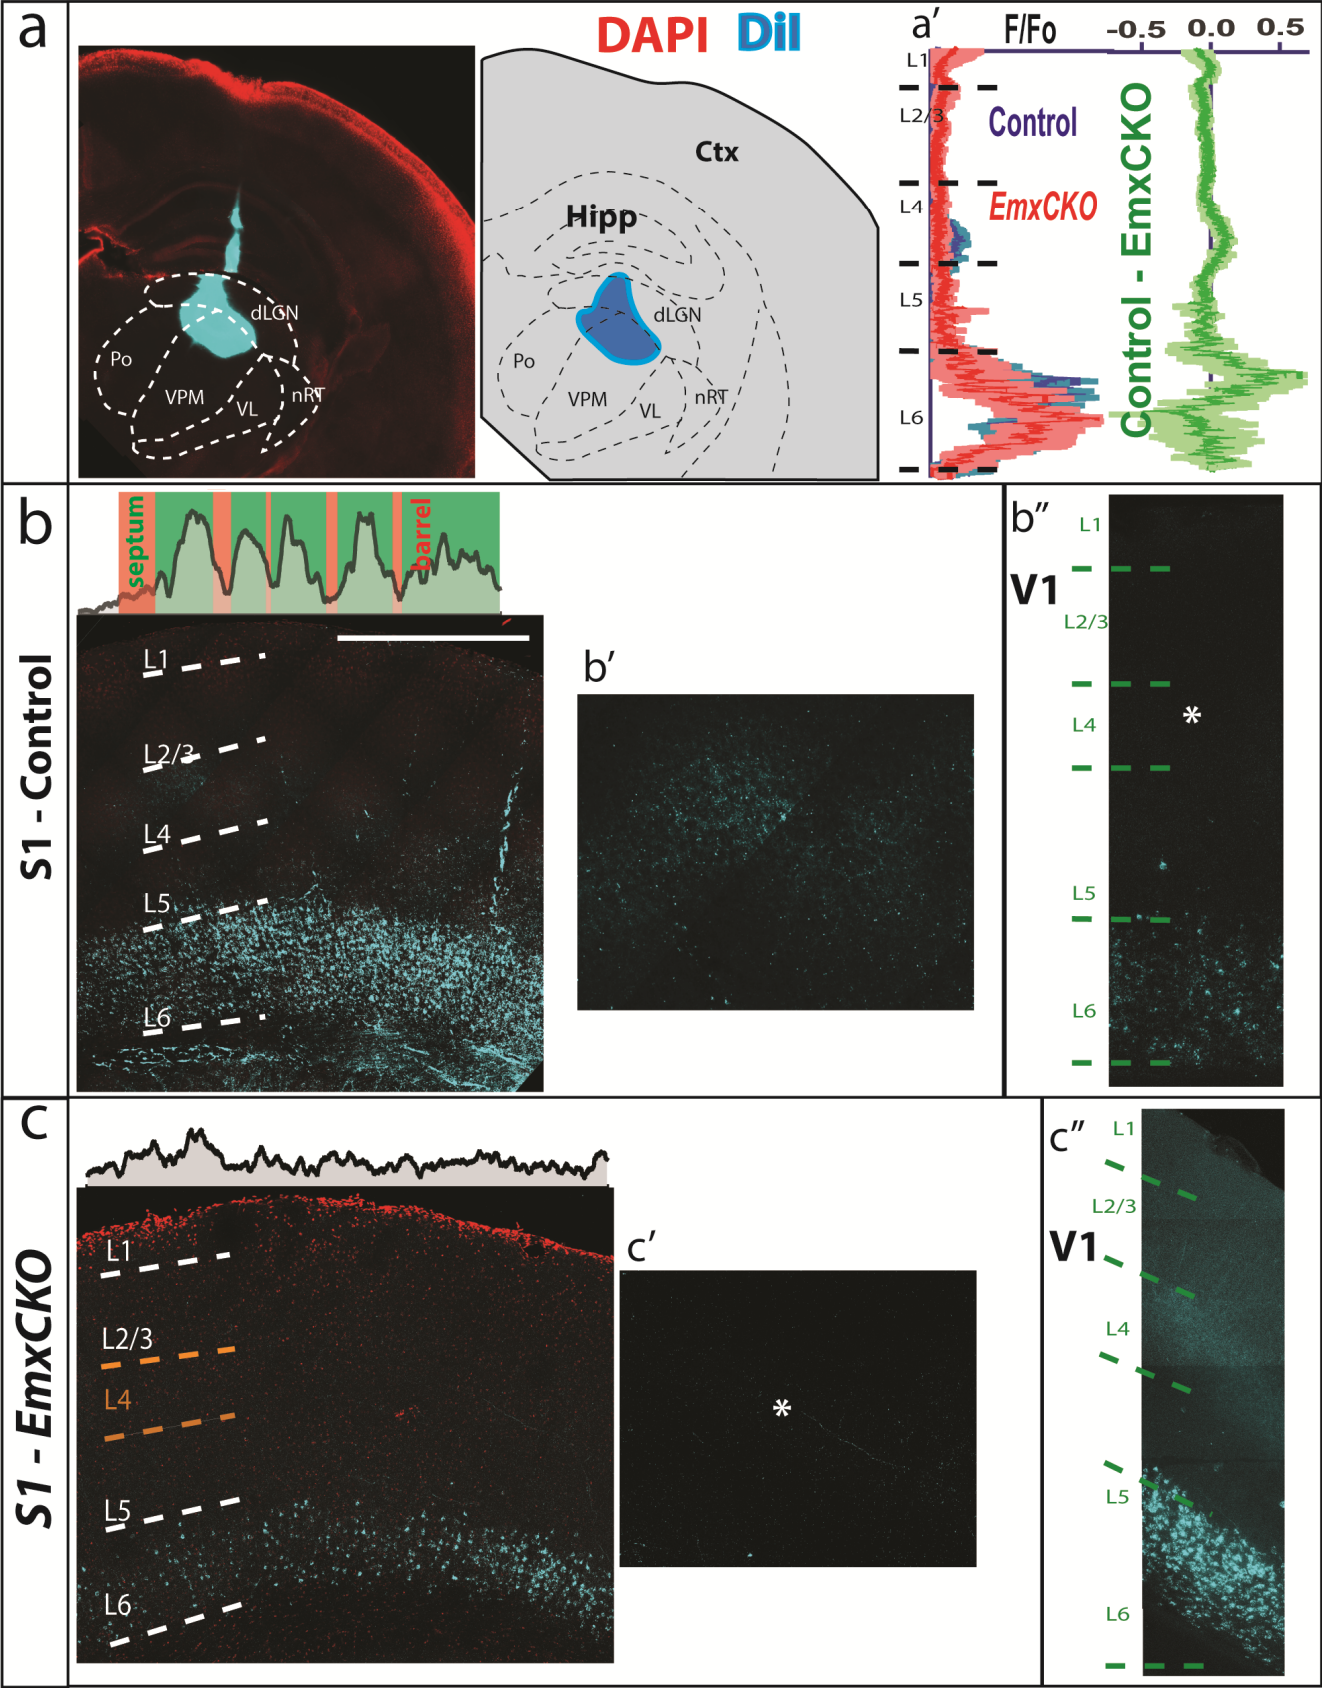 a
DAPI DiI
a′
F/Fo
-0.5 0.0 0.5
L1
L2/3
L4
L5
L6
Control
EmxCKO
Control - EmxCKO
dLGN
Po
VPM
VL
nRT
Ctx
Hipp
dLGN
Po
VPM
VL
nRT
b
S1 - Control
septum
barrel
L1
L2/3
L4
L5
L6
b′
b″
V1
L1
L2/3
L4
*
L5
L6
c
S1 - EmxCKO
L1
L2/3
L4
L5
L6
c′
*
c″
V1
L1
L2/3
L4
L5
L6